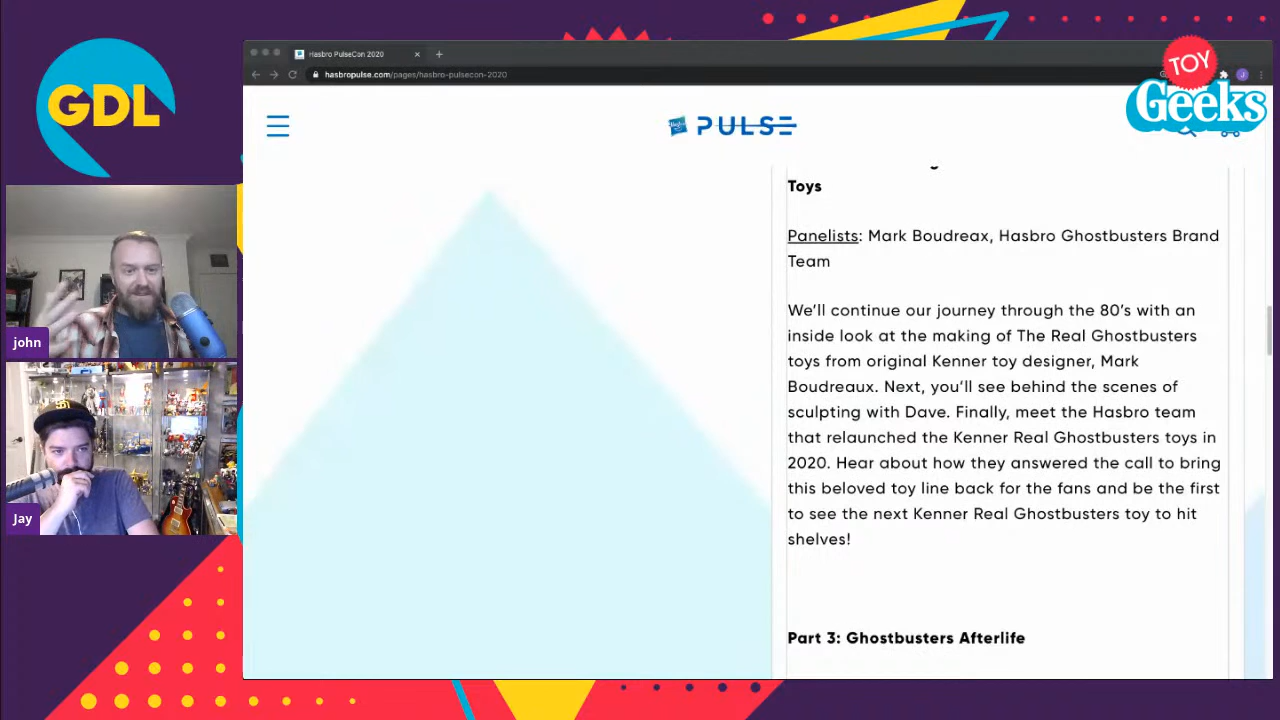 GDL
Hasbro PulseCon 2020
hasbropulse.com/pages/hasbro-pulsecon-2020
TOY
Geeks
Hasbro
PULSE
Toys
Panelists: Mark Boudreax, Hasbro Ghostbusters Brand
Team
We’ll continue our journey through the 80’s with an
inside look at the making of The Real Ghostbusters
toys from original Kenner toy designer, Mark
Boudreaux. Next, you’ll see behind the scenes of
sculpting with Dave. Finally, meet the Hasbro team
that relaunched the Kenner Real Ghostbusters toys in
2020. Hear about how they answered the call to bring
this beloved toy line back for the fans and be the first
to see the next Kenner Real Ghostbusters toy to hit
shelves!
Part 3: Ghostbusters Afterlife
john
Jay